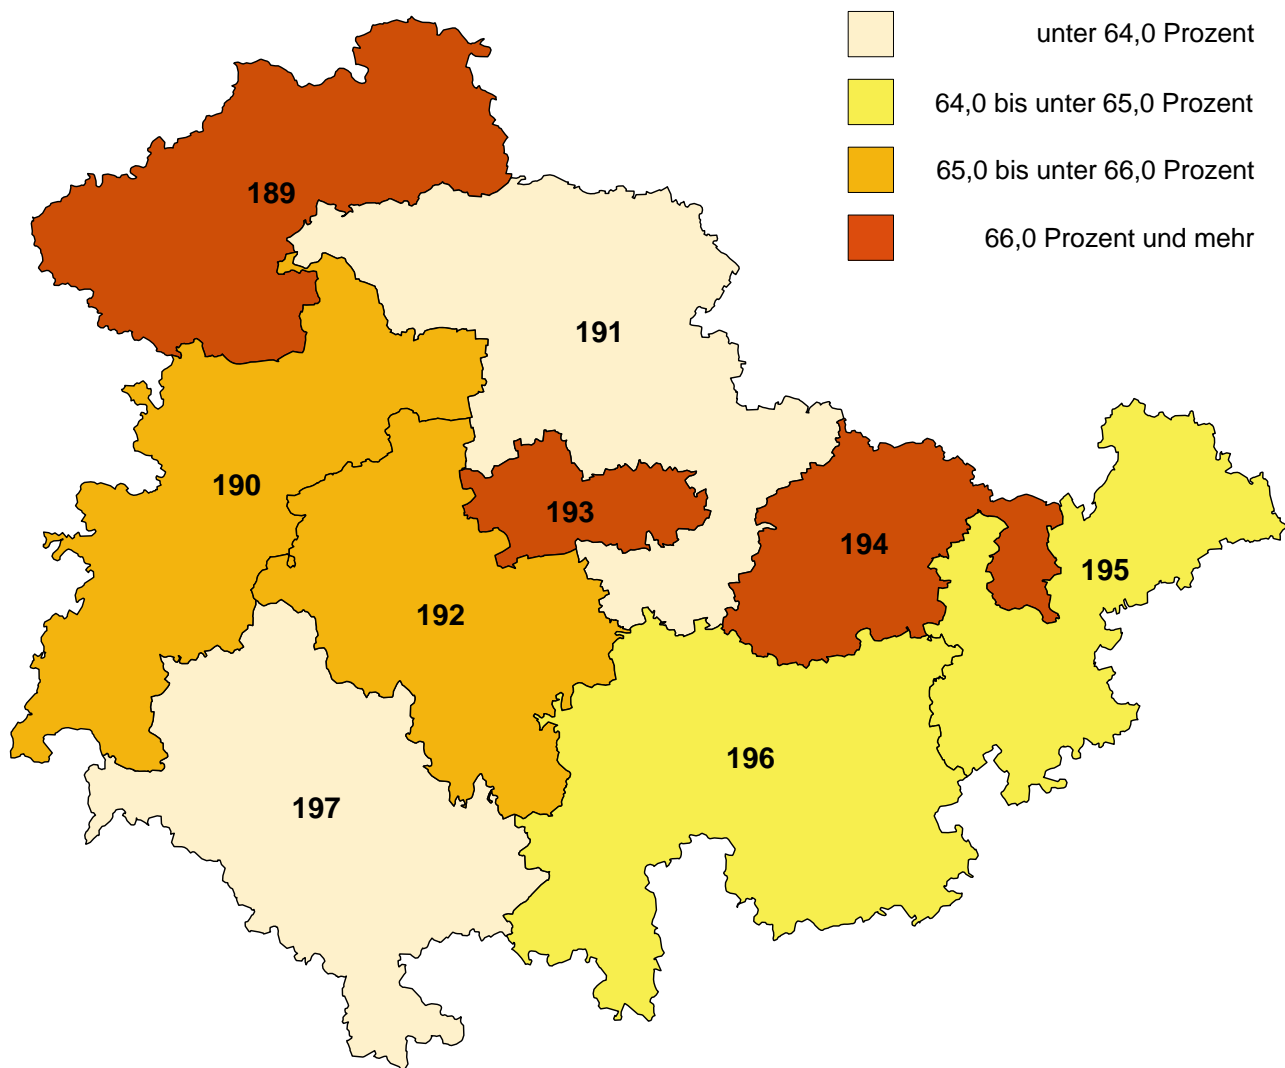 unter 64,0 Prozent
64,0 bis unter 65,0 Prozent
65,0 bis unter 66,0 Prozent
66,0 Prozent und mehr
189
191
190
193
194
195
192
196
197